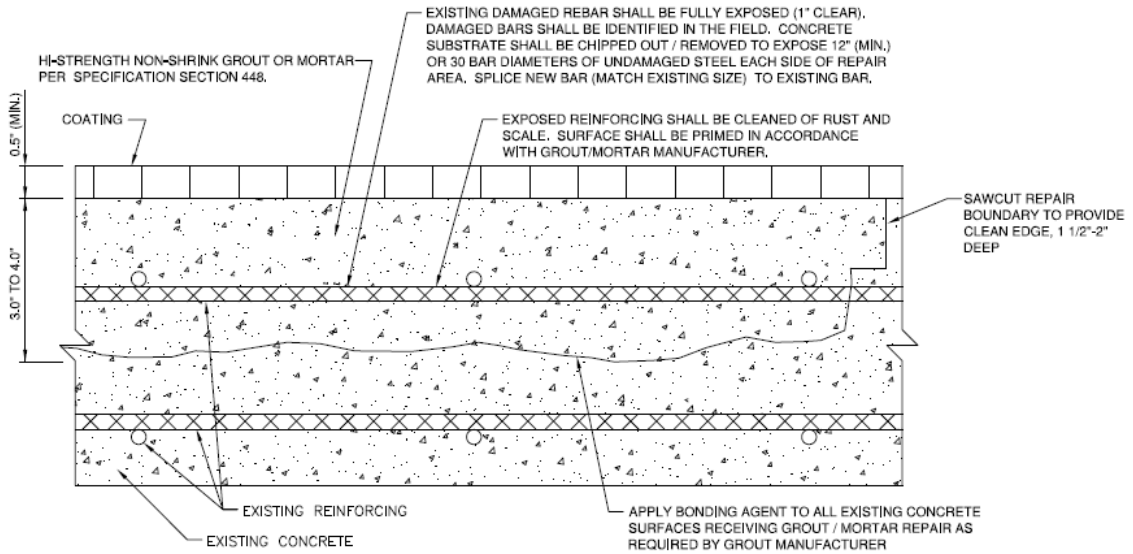 EXISTING DAMAGED REBAR SHALL BE FULLY EXPOSED (1" CLEAR).
DAMAGED BARS SHALL BE IDENTIFIED IN THE FIELD. CONCRETE
SUBSTRATE SHALL BE CHIPPED OUT / REMOVED TO EXPOSE 12" (MIN.)
OR 30 BAR DIAMETERS OF UNDAMAGED STEEL EACH SIDE OF REPAIR
AREA. SPLICE NEW BAR (MATCH EXISTING SIZE) TO EXISTING BAR.
HI-STRENGTH NON-SHRINK GROUT OR MORTAR
PER SPECIFICATION SECTION 448.
COATING
0.5" (MIN.)
EXPOSED REINFORCING SHALL BE CLEANED OF RUST AND
SCALE. SURFACE SHALL BE PRIMED IN ACCORDANCE
WITH GROUT/MORTAR MANUFACTURER.
SAWCUT REPAIR
BOUNDARY TO PROVIDE
CLEAN EDGE, 1 1/2"-2"
DEEP
3.0" TO 4.0"
EXISTING REINFORCING
EXISTING CONCRETE
APPLY BONDING AGENT TO ALL EXISTING CONCRETE
SURFACES RECEIVING GROUT / MORTAR REPAIR AS
REQUIRED BY GROUT MANUFACTURER